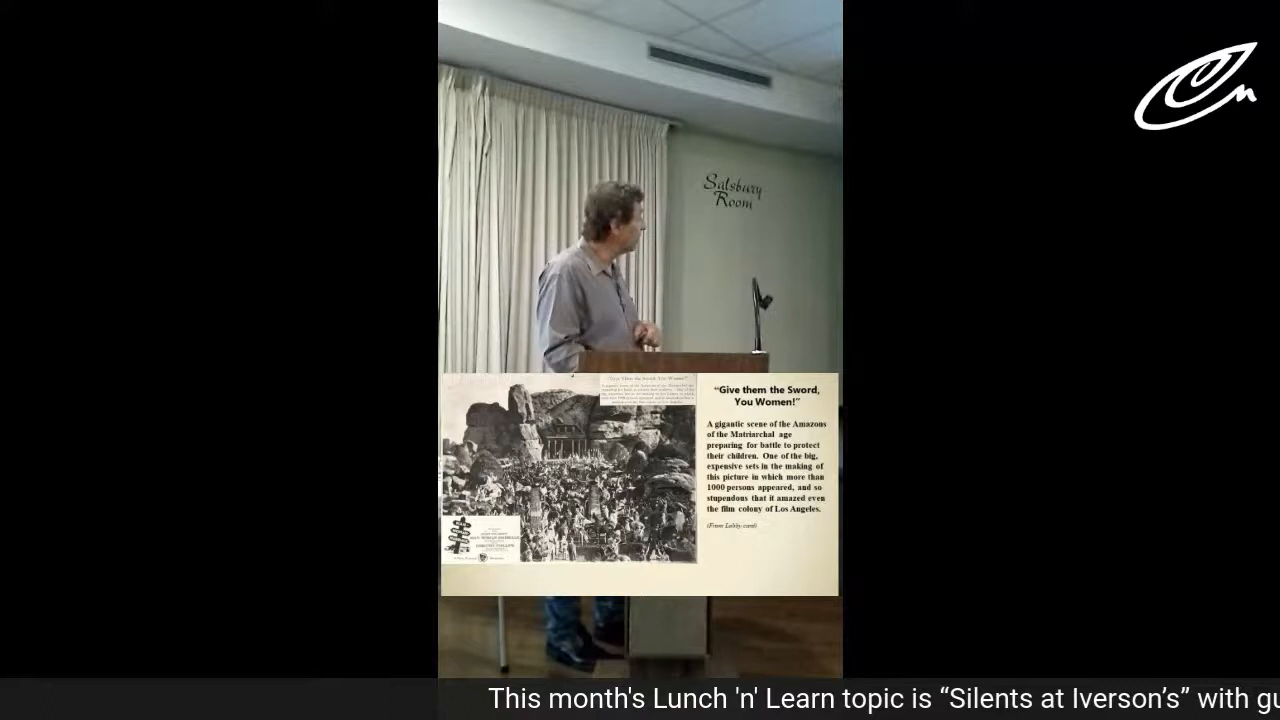 Salsbury
Room
"Give them the Sword,
You Women!"
A gigantic scene of the Amazons
of the Matriarchal age
preparing for battle to protect
their children. One of the big,
expensive sets in the making of
this picture in which more than
1000 persons appeared, and so
stupendous that it amazed even
the film colony of Los Angeles.
(From Lobby card)
This month's Lunch 'n' Learn topic is “Silents at Iverson’s” with